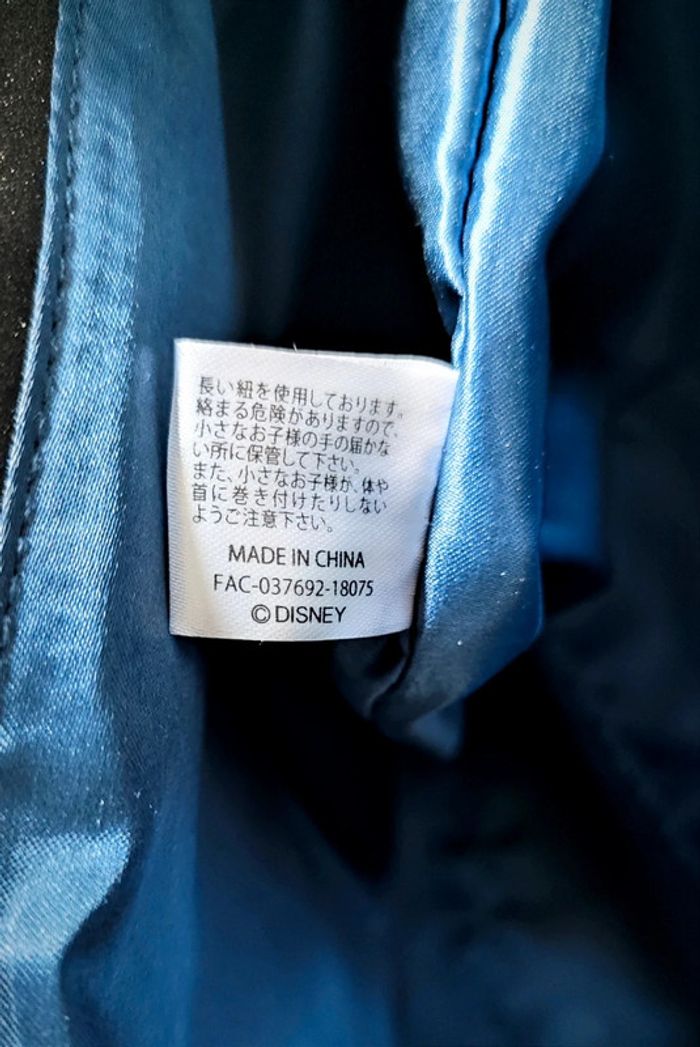 長い紐を使用しております。
絡まる危険がありますので、
小さなお子様の手の届かな
い所に保管して下さい。
また、小さなお子様が、体や
首に巻き付けたりしない
ようご注意下さい。
MADE IN CHINA
FAC-037692-18075
©DISNEY